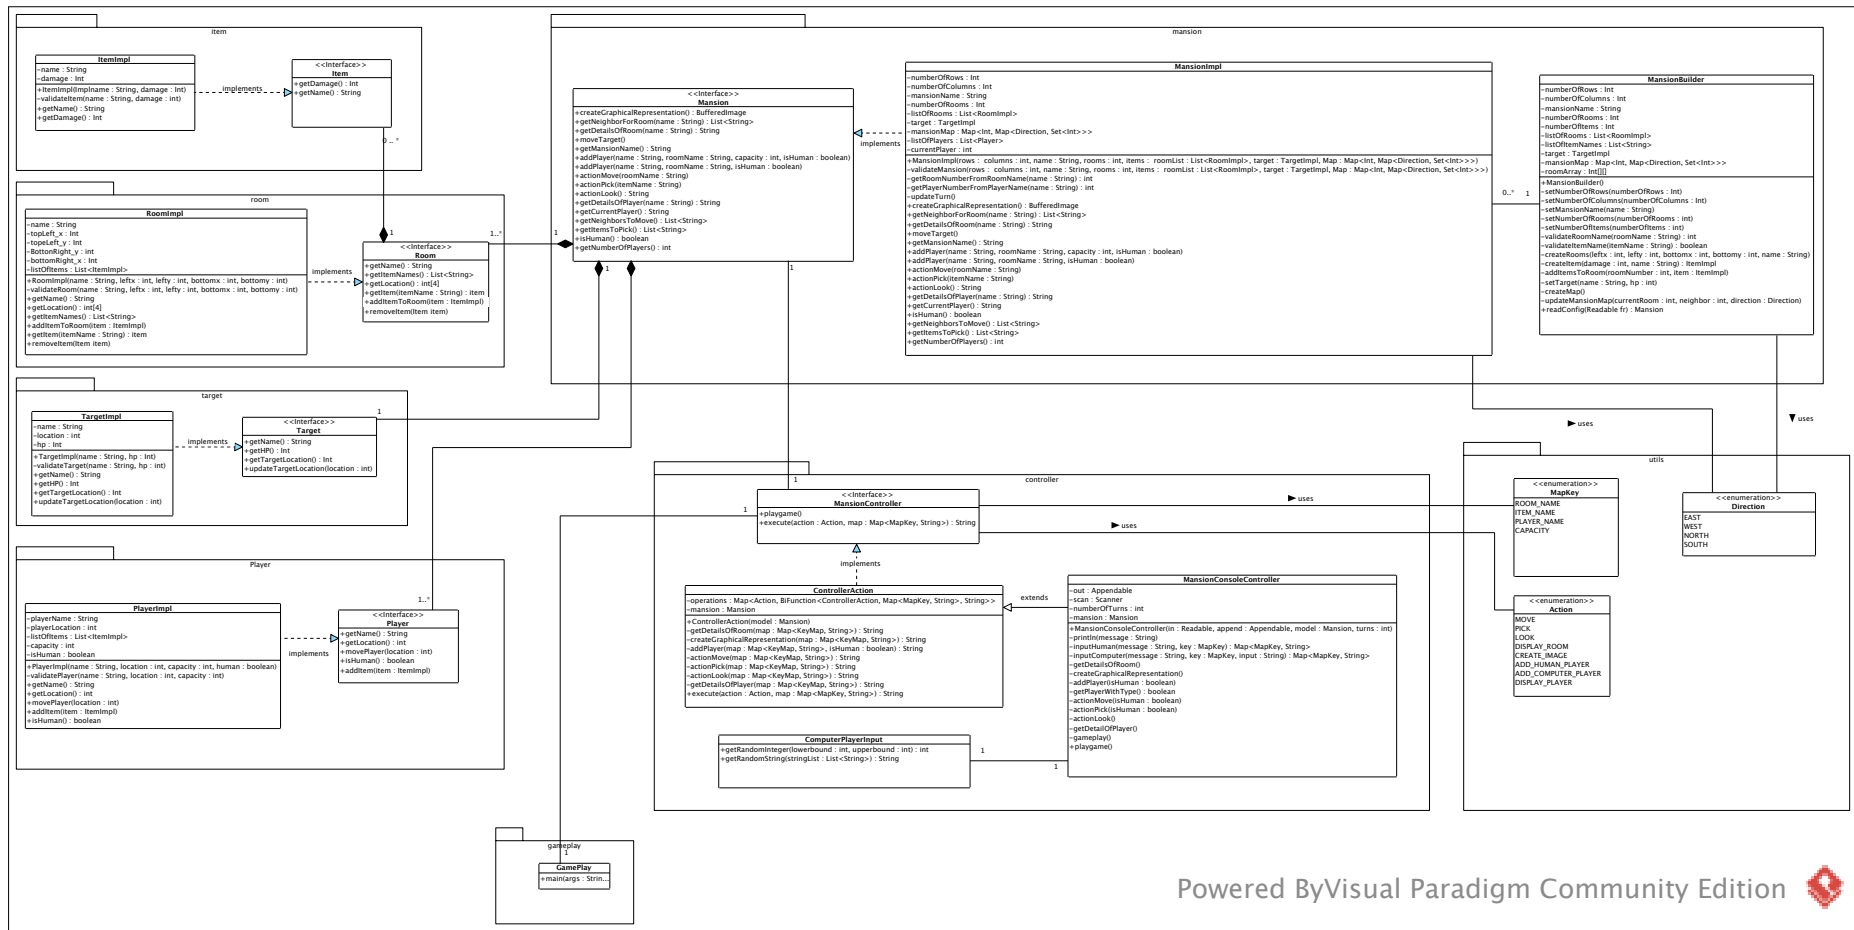 item
ItemImpl
-name : String
-damage : Int
+ItemImpl(Implname : String, damage : Int)
-validateItem(name : String, damage : int)
+getName() : String
+getDamage() : Int
implements
<<Interface>>
Item
+getDamage() : Int
+getName() : String
0 .. *
room
RoomImpl
-name : String
-topLeft_x : Int
-topeLeft_y : Int
-BottonRight_y : int
-bottomRight_x : Int
-listOfItems : List<ItemImpl>
+RoomImpl(name : String, leftx : int, lefty : int, bottomx : int, bottomy : int)
-validateRoom(name : String, leftx : int, lefty : int, bottomx : int, bottomy : int)
+getName() : String
+getLocation() : int[4]
+getItemNames() : List<String>
+addItemToRoom(item : ItemImpl)
+getItem(itemName : String) : item
+removeItem(Item item)
implements
1
<<Interface>>
Room
+getName() : String
+getItemNames() : List<String>
+getLocation() : int[4]
+getItem(itemName : String) : item
+addItemToRoom(item : ItemImpl)
+removeItem(Item item)
1..*
1
target
TargetImpl
-name : String
-location : int
-hp : Int
+TargetImpl(name : String, hp : Int)
-validateTarget(name : String, hp : int)
+getName() : String
+getHP() : Int
+getTargetLocation() : Int
+updateTargetLocation(location : int)
implements
<<Interface>>
Target
+getName() : String
+getHP() : Int
+getTargetLocation() : Int
+updateTargetLocation(location : int)
1
Player
PlayerImpl
-playerName : String
-playerLocation : int
-listOfItems : List<ItemImpl>
-capacity : int
-isHuman : boolean
+PlayerImpl(name : String, location : int, capacity : int, human : boolean)
-validatePlayer(name : String, location : int, capacity : int)
+getName() : String
+getLocation() : int
+movePlayer(location : int)
+addItem(item : ItemImpl)
+isHuman() : boolean
implements
1..*
<<Interface>>
Player
+getName() : String
+getLocation() : int
+movePlayer(location : int)
+isHuman() : boolean
+addItem(item : ItemImpl)
mansion
<<Interface>>
Mansion
+createGraphicalRepresentation() : BufferedImage
+getNeighborForRoom(name : String) : List<String>
+getDetailsOfRoom(name : String) : String
+moveTarget()
+getMansionName() : String
+addPlayer(name : String, roomName : String, capacity : int, isHuman : boolean)
+addPlayer(name : String, roomName : String, isHuman : boolean)
+actionMove(roomName : String)
+actionPick(itemName : String)
+actionLook() : String
+getDetailsOfPlayer(name : String) : String
+getCurrentPlayer() : String
+getNeighborsToMove() : List<String>
+getItemsToPick() : List<String>
+isHuman() : boolean
+getNumberOfPlayers() : int
1
1
implements
MansionImpl
-numberOfRows : Int
-numberOfColumns : Int
-mansionName : String
-numberOfRooms : Int
-listOfRooms : List<RoomImpl>
-target : TargetImpl
-mansionMap : Map<Int, Map<Direction, Set<Int>>>
-listOfPlayers : List<Player>
-currentPlayer : int
+MansionImpl(rows : columns : int, name : String, rooms : int, items : roomList : List<RoomImpl>, target : TargetImpl, Map : Map<Int, Map<Direction, Set<Int>>>)
-validateMansion(rows : columns : int, name : String, rooms : int, items : roomList : List<RoomImpl>, target : TargetImpl, Map : Map<Int, Map<Direction, Set<Int>>>)
-getRoomNumberFromRoomName(name : String) : int
-getPlayerNumberFromPlayerName(name : String) : int
-updateTurn()
+createGraphicalRepresentation() : BufferedImage
+getNeighborForRoom(name : String) : List<String>
+getDetailsOfRoom(name : String) : String
+moveTarget()
+getMansionName() : String
+addPlayer(name : String, roomName : String, capacity : int, isHuman : boolean)
+addPlayer(name : String, roomName : String, isHuman : boolean)
+actionMove(roomName : String)
+actionPick(itemName : String)
+actionLook() : String
+getDetailsOfPlayer(name : String) : String
+getCurrentPlayer() : String
+isHuman() : boolean
+getNeighborsToMove() : List<String>
+getItemsToPick() : List<String>
+getNumberOfPlayers() : int
0..*
1
MansionBuilder
-numberOfRows : Int
-numberOfColumns : Int
-mansionName : String
-numberOfRooms : Int
-numberOfItems : Int
-listOfRooms : List<RoomImpl>
-listOfItemNames : List<String>
-target : TargetImpl
-mansionMap : Map<Int, Map<Direction, Set<Int>>>
-roomArray : Int[][]
+MansionBuilder()
-setNumberOfRows(numberOfRows : Int)
-setNumberOfColumns(numberOfColumns : Int)
-setMansionName(name : String)
-setNumberOfRooms(numberOfRooms : int)
-setNumberOfItems(numberOfItems : int)
-validateRoomName(roomName : String) : int
-validateItemName(itemName : String) : boolean
-createRooms(leftx : int, lefty : int, bottomx : int, bottomy : int, name : String)
-createItem(damage : int, name : String) : ItemImpl
-addItemsToRoom(roomNumber : int, item : ItemImpl)
-setTarget(name : String, hp : int)
-createMap()
-updateMansionMap(currentRoom : int, neighbor : int, direction : Direction)
+readConfig(Readable fr) : Mansion
uses
uses
controller
1
1
<<Interface>>
MansionController
+playgame()
+execute(action : Action, map : Map<MapKey, String>) : String
uses
uses
implements
ControllerAction
-operations : Map<Action, BiFunction<ControllerAction, Map<MapKey, String>, String>>
-mansion : Mansion
+ControllerAction(model : Mansion)
-getDetailsOfRoom(map : Map<KeyMap, String>) : String
-createGraphicalRepresentation(map : Map<KeyMap, String>) : String
-addPlayer(map : Map<KeyMap, String>, isHuman : boolean) : String
-actionMove(map : Map<KeyMap, String>) : String
-actionPick(map : Map<KeyMap, String>) : String
-actionLook(map : Map<KeyMap, String>) : String
-getDetailsOfPlayer(map : Map<KeyMap, String>) : String
+execute(action : Action, map : Map<MapKey, String>) : String
extends
MansionConsoleController
-out : Appendable
-scan : Scanner
-numberOfTurns : int
-mansion : Mansion
+MansionConsoleController(in : Readable, append : Appendable, model : Mansion, turns : int)
-println(message : String)
-inputHuman(message : String, key : MapKey) : Map<MapKey, String>
-inputComputer(message : String, key : MapKey, input : String) : Map<MapKey, String>
-getDetailsOfRoom()
-createGraphicalRepresentation()
-addPlayer(isHuman : boolean)
-getPlayerWithType() : boolean
-actionMove(isHuman : boolean)
-actionPick(isHuman : boolean)
-actionLook()
-getDetailOfPlayer()
-gameplay()
+playgame()
ComputerPlayerInput
+getRandomInteger(lowerbound : int, upperbound : int) : int
+getRandomString(stringList : List<String>) : String
1
1
utils
<<enumeration>>
MapKey
ROOM_NAME
ITEM_NAME
PLAYER_NAME
CAPACITY
<<enumeration>>
Direction
EAST
WEST
NORTH
SOUTH
<<enumeration>>
Action
MOVE
PICK
LOOK
DISPLAY_ROOM
CREATE_IMAGE
ADD_HUMAN_PLAYER
ADD_COMPUTER_PLAYER
DISPLAY_PLAYER
gameplay
1
GamePlay
+main(args : Strin...
Powered ByVisual Paradigm Community Edition